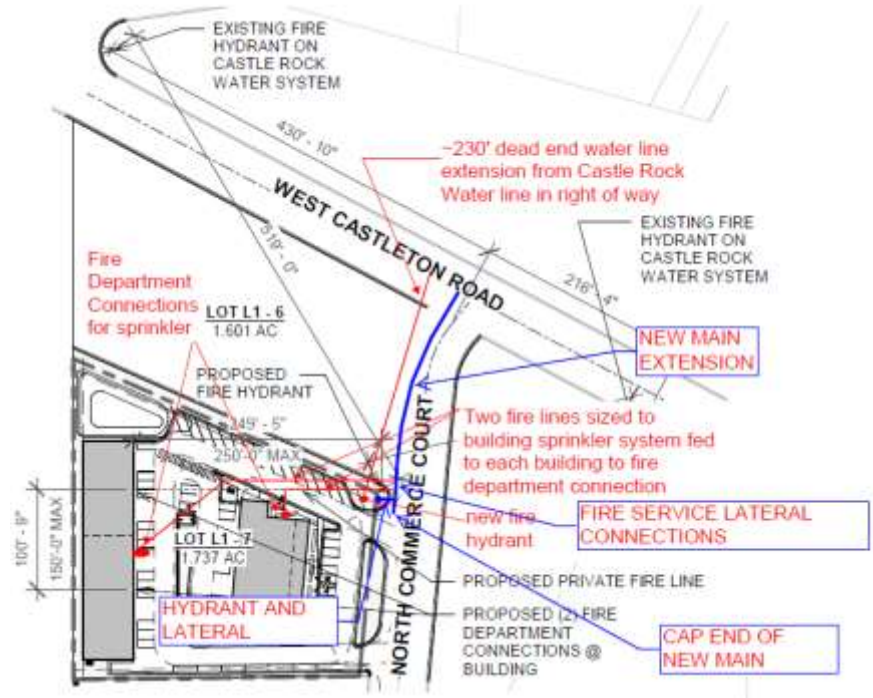 EXISTING FIRE
HYDRANT ON
CASTLE ROCK
WATER SYSTEM
430' - 10"
~230' dead end water line
extension from Castle Rock
Water line in right of way
WEST CASTLETON ROAD
EXISTING FIRE
HYDRANT ON
CASTLE ROCK
WATER SYSTEM
519' - 0"
216' - 4"
Fire
Department
Connections
for sprinkler
LOT L1 - 6
1.601 AC
NEW MAIN
EXTENSION
PROPOSED
FIRE HYDRANT
249' - 5"
250'-0" MAX
Two fire lines sized to
building sprinkler system fed
to each building to fire
department connection
NORTH COMMERCE COURT
new fire
hydrant
FIRE SERVICE LATERAL
CONNECTIONS
100' - 9"
150'-0" MAX
LOT L1 - 7
1.737 AC
PROPOSED PRIVATE FIRE LINE
HYDRANT AND
LATERAL
PROPOSED (2) FIRE
DEPARTMENT
CONNECTIONS @
BUILDING
CAP END OF
NEW MAIN